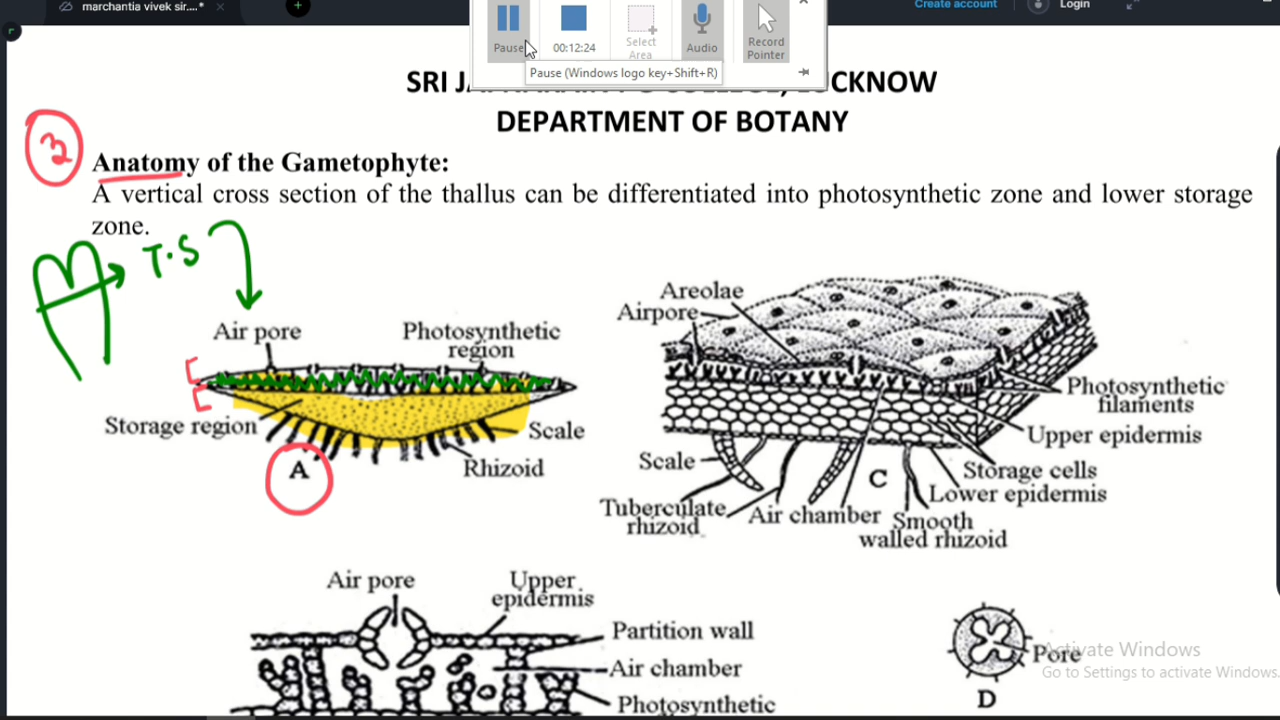 marchantia vivek sir....*
Create account
Login
Pause
00:12:24
Select
Area
Audio
Record
Pointer
Pause (Windows logo key+Shift+R)
SRI
COLLEGE, LUCKNOW
DEPARTMENT OF BOTANY
3
Anatomy of the Gametophyte:
A vertical cross section of the thallus can be differentiated into photosynthetic zone and lower storage
zone.
T.S
Air pore
Photosynthetic
region
Storage region
Scale
Rhizoid
A
Areolae
Airpore
Photosynthetic
filaments
Upper epidermis
Storage cells
Lower epidermis
Scale
Tuberculate
rhizoid
Air chamber
C
Smooth
walled rhizoid
Air pore
Upper
epidermis
Partition wall
Air chamber
Photosynthetic
Pore
D
Activate Windows
Go to Settings to activate Windows.